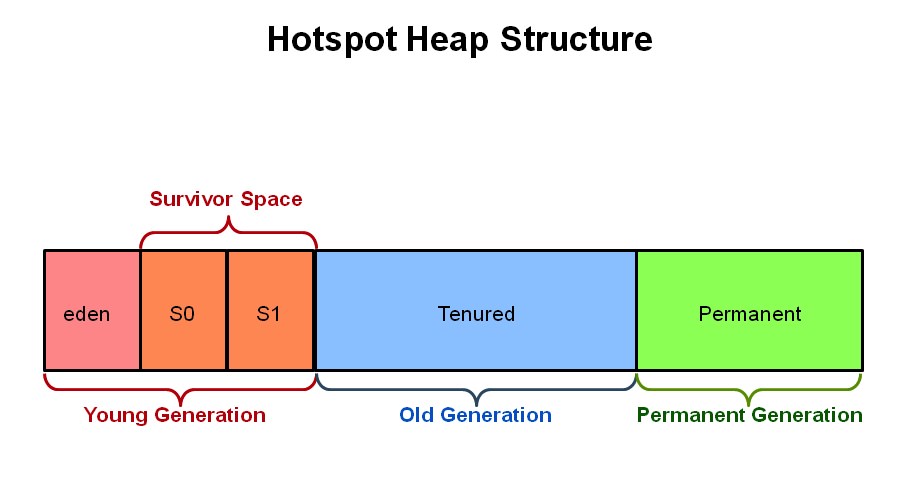 Hotspot Heap Structure
Survivor Space
eden
S0
S1
Tenured
Permanent
Young Generation
Old Generation
Permanent Generation